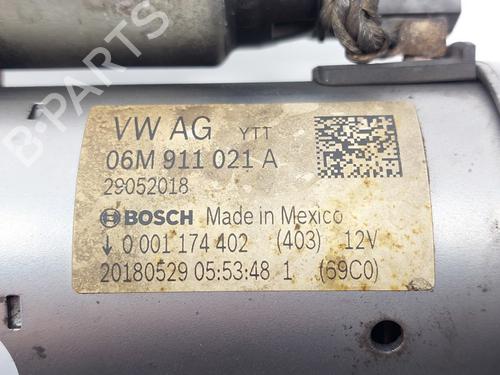 VW AG YTT
06M 911 021 A
29052018
BOSCH Made in Mexico
↓ 0 001 174 402 (403) 12V
20180529 05:53:48 1 (69C0)
B-PARTS